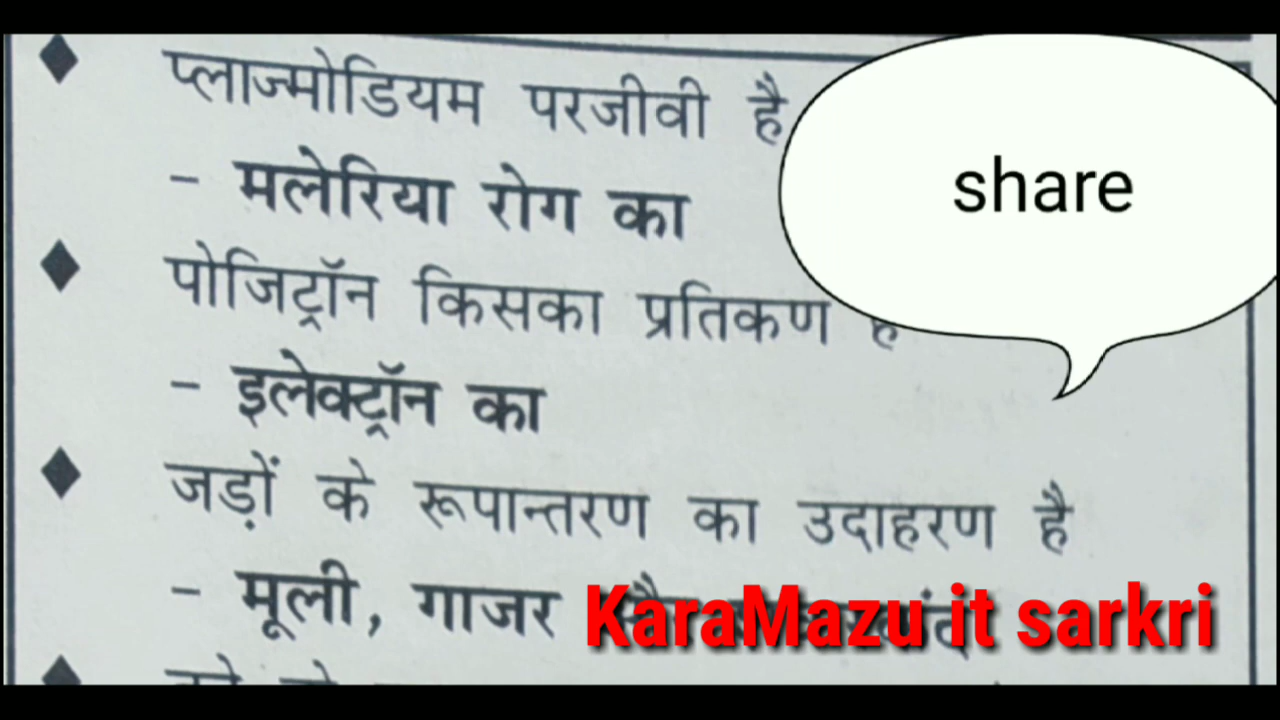 प्लाज्मोडियम परजीवी है
share
- मलेरिया रोग का
पोजिट्रॉन किसका प्रतिकण है
- इलेक्ट्रॉन का
जड़ों के रूपान्तरण का उदाहरण है
- मूली, गाजर
KaraMazu it sarkri